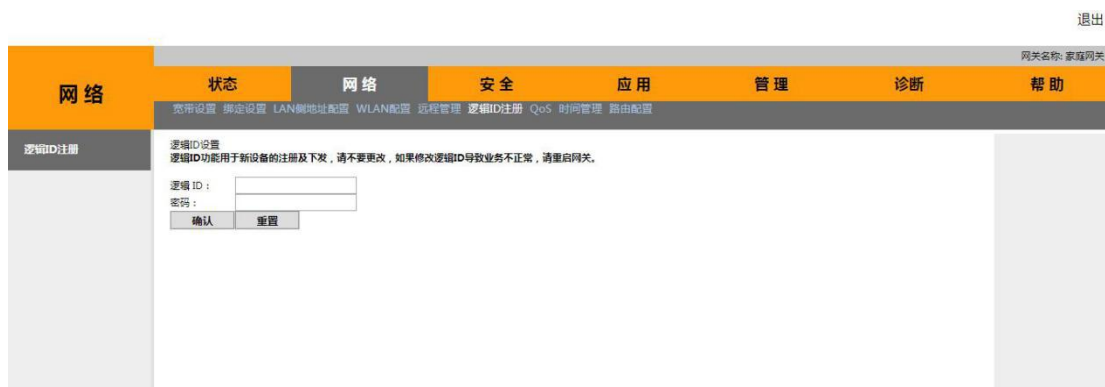 退出
网关名称: 家庭网关
网络
状态 网络 安全 应用 管理 诊断 帮助
宽带设置 绑定设置 LAN侧地址配置 WLAN配置 远程管理 逻辑ID注册 QoS 时间管理 路由配置
逻辑ID注册
逻辑ID设置
逻辑ID功能用于新设备的注册及下发，请不要更改，如果修改逻辑ID导致业务不正常，请重启网关。
逻辑 ID：
密码：
确认 重置